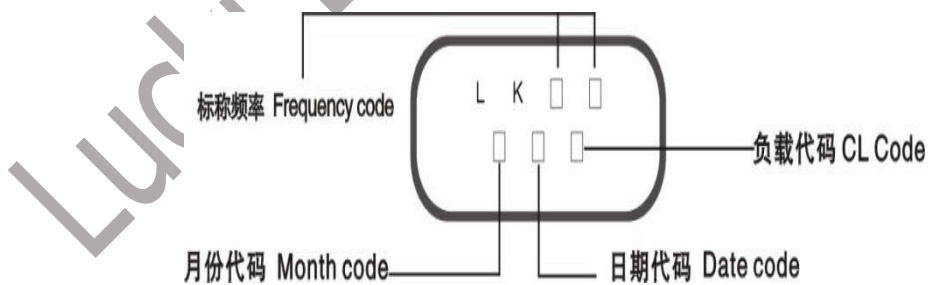 L K □ □
标称频率 Frequency code
□ □ □
负载代码 CL Code
月份代码 Month code
日期代码 Date code